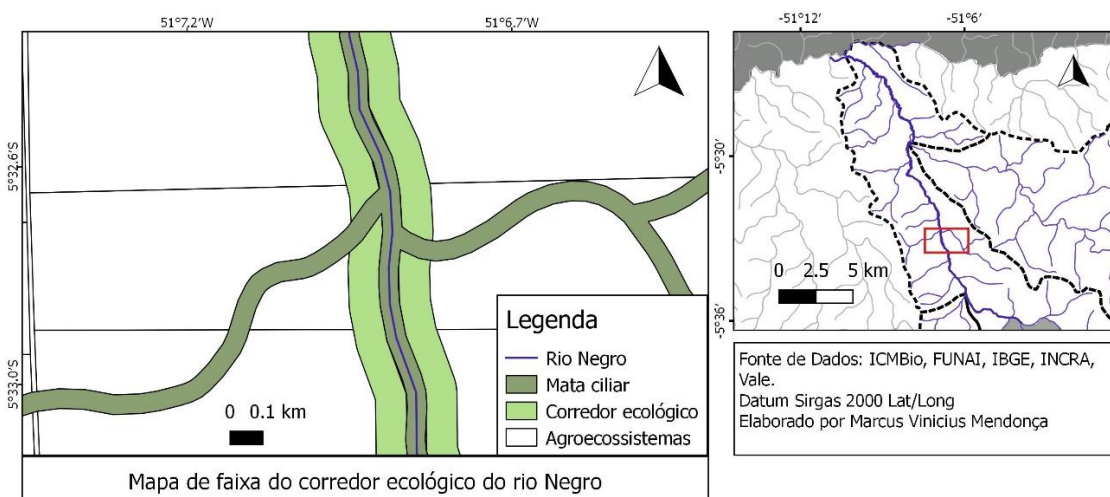 51°7.2'W
51°6.7'W
5°32.6'S
5°33.0'S
0 0.1 km
Legenda
Rio Negro
Mata ciliar
Corredor ecológico
Agroecossistemas
Mapa de faixa do corredor ecológico do rio Negro
-51°12'
-51°6'
-5°30'
-5°36'
0 2.5 5 km
Fonte de Dados: ICMBio, FUNAI, IBGE, INCRA,
Vale.
Datum Sirgas 2000 Lat/Long
Elaborado por Marcus Vinicius Mendonça